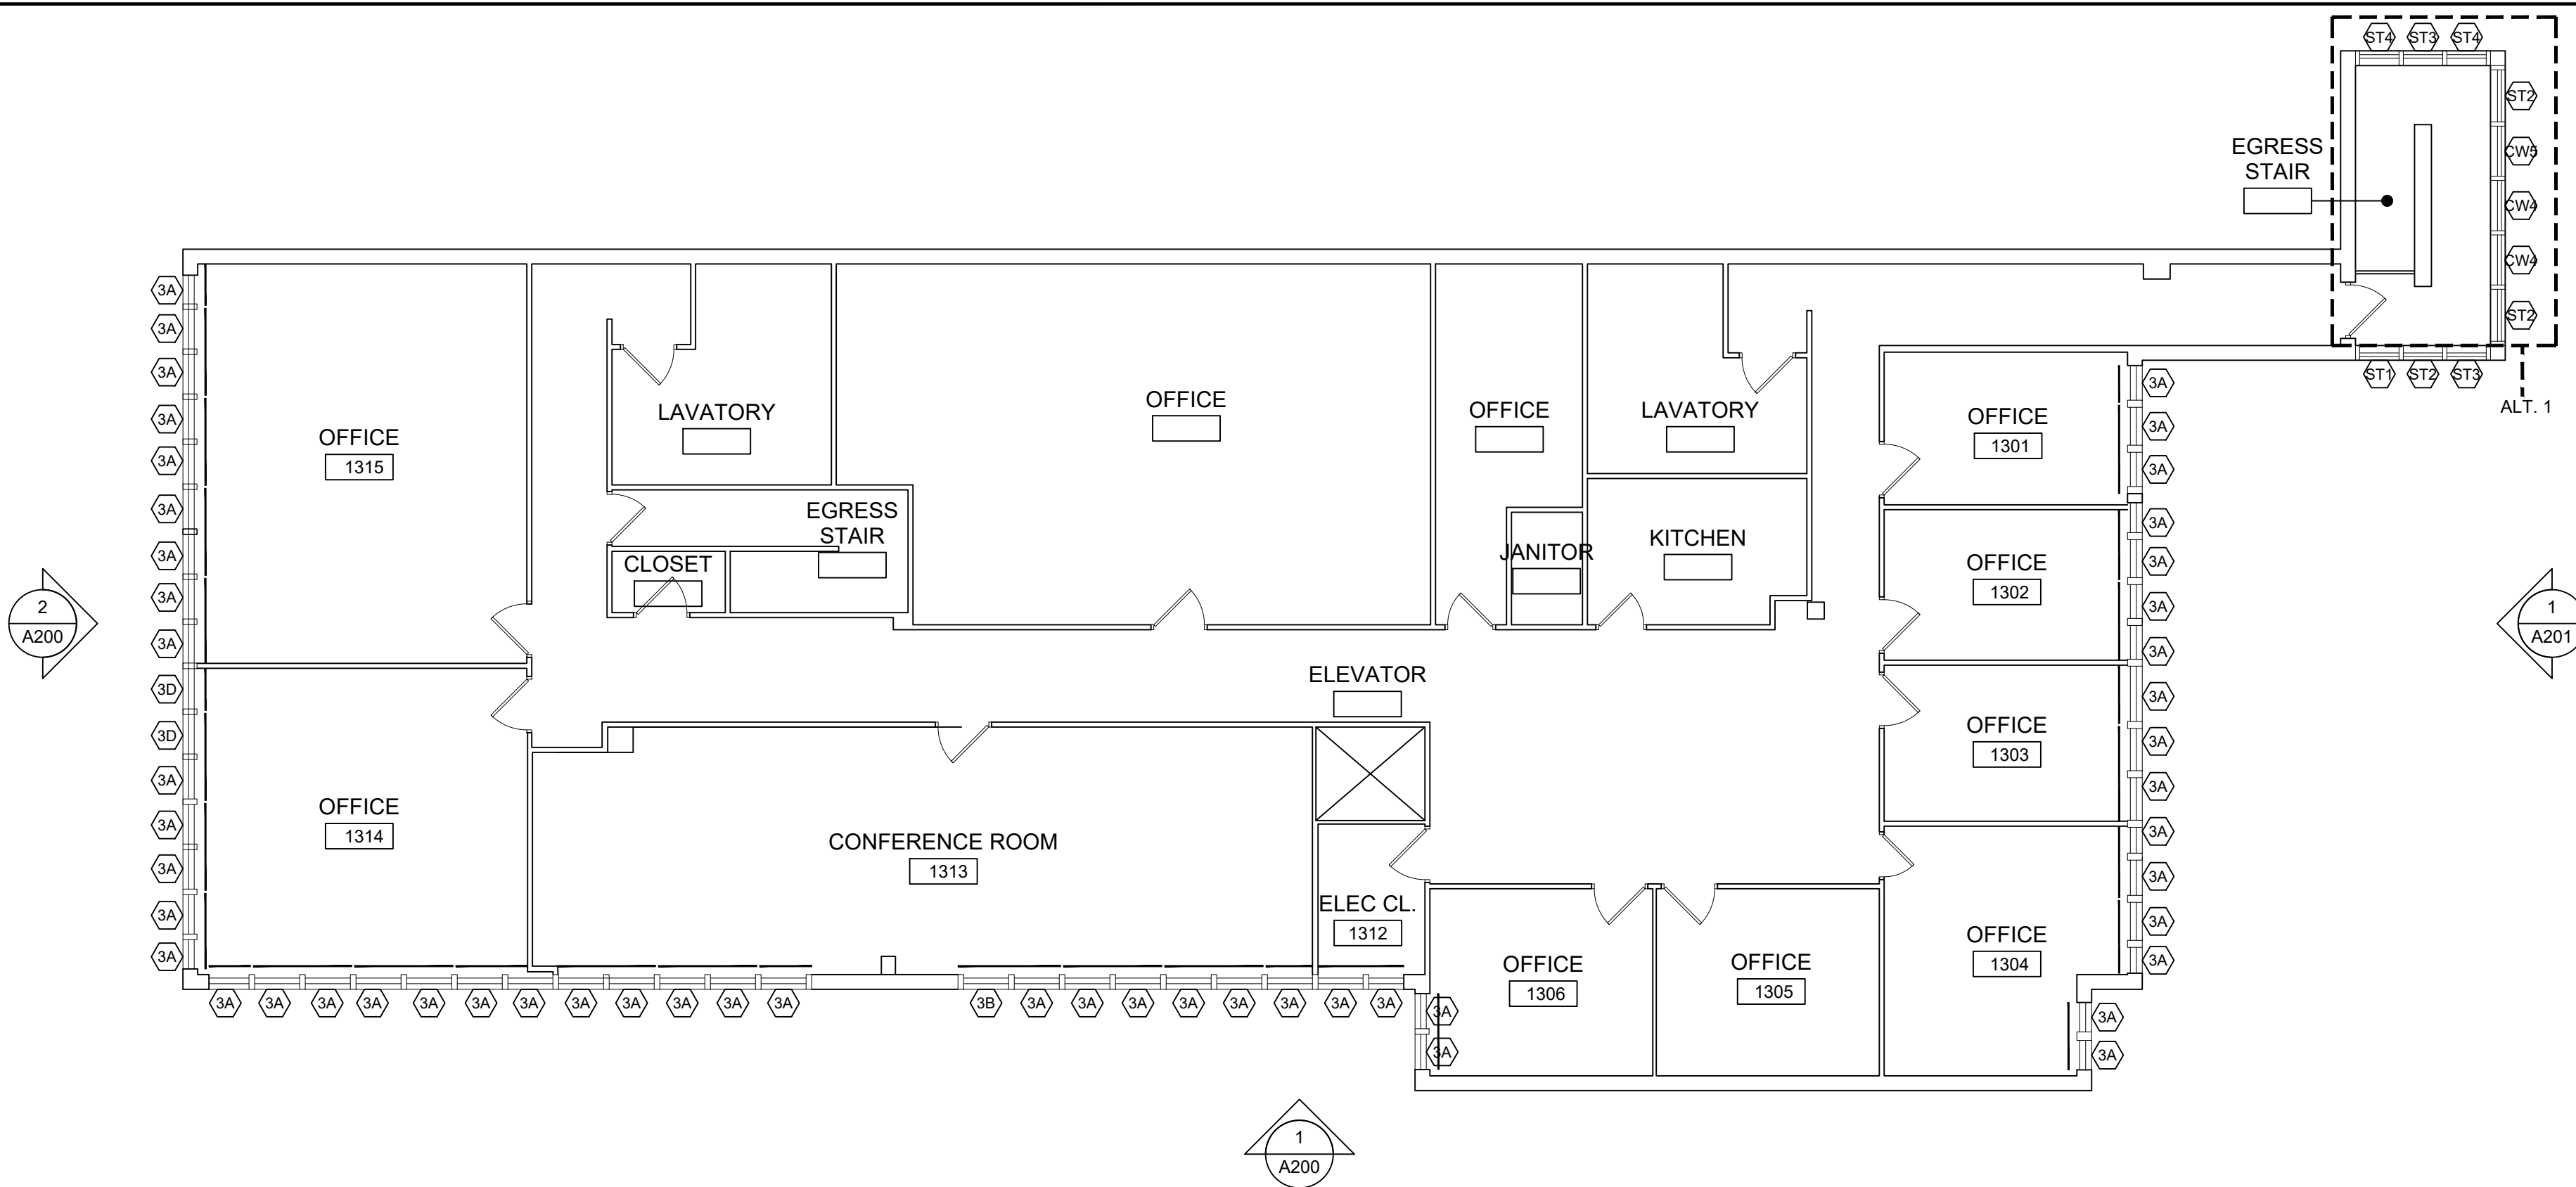 ST4 ST3 ST4
ST2
EGRESS
STAIR
CW5
CW4
CW4
ST2
ST1 ST2 ST3
ALT. 1
3A
3A
3A
3A
3A
3A
3A
3A
3A
3D
3D
3A
3A
3A
3A
3A
OFFICE
1315
LAVATORY
OFFICE
OFFICE
LAVATORY
OFFICE
1301
3A
3A
3A
EGRESS
STAIR
CLOSET
JANITOR
KITCHEN
OFFICE
1302
3A
3A
3A
3A
2
A200
1
A201
ELEVATOR
OFFICE
1303
3A
3A
3A
OFFICE
1314
CONFERENCE ROOM
1313
ELEC CL.
1312
OFFICE
1306
OFFICE
1305
OFFICE
1304
3A
3A
3A
3A
3A 3A 3A 3A 3A 3A 3A 3A 3A 3A 3A 3A 3B 3A 3A 3A 3A 3A 3A 3A 3A
3A
3A
3A
3A
1
A200